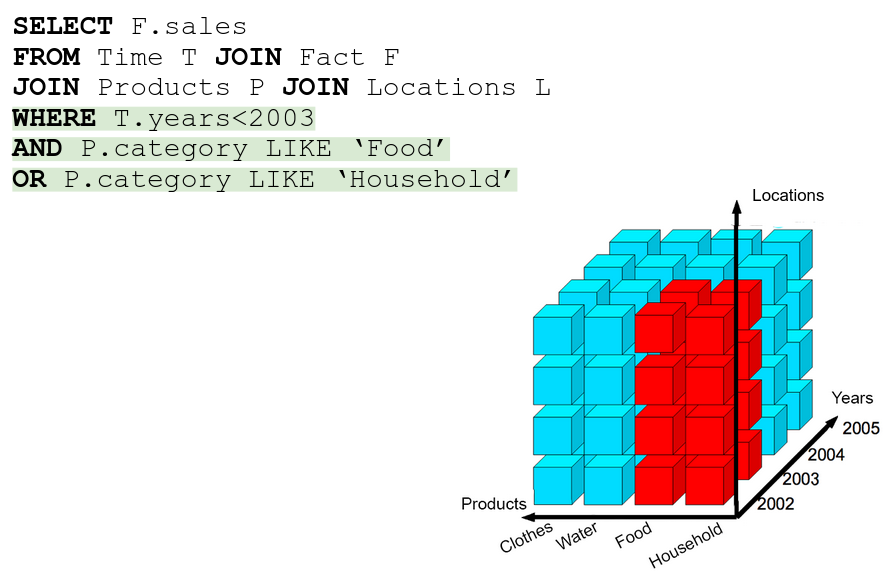 SELECT F.sales
FROM Time T JOIN Fact F
JOIN Products P JOIN Locations L
WHERE T.years<2003
AND P.category LIKE ‘Food’
OR P.category LIKE ‘Household’
Locations
Years
2005
2004
2003
2002
Products
Clothes
Water
Food
Household